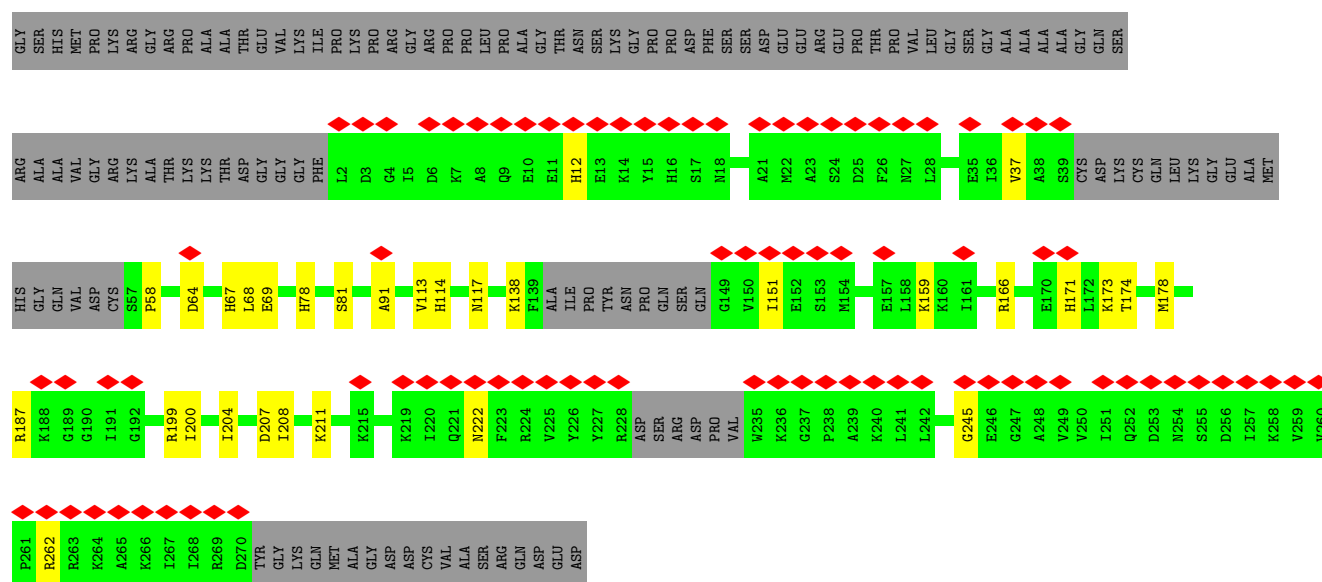 GLY SER HIS MET PRO LYS ARG GLY ARG PRO ALA ALA THR GLU VAL LYS ILE PRO LYS PRO ARG GLY ARG PRO PRO LEU PRO ALA GLY THR ASN SER LYS GLY PRO PRO ASP PHE SER SER ASP GLU GLU ARG GLU PRO THR PRO VAL LEU GLY SER GLY ALA ALA ALA ALA GLY GLN SER
ARG ALA ALA VAL GLY ARG LYS ALA THR LYS LYS THR ASP GLY GLY GLY PHE L2 D3 G4 I5 D6 K7 A8 Q9 E10 E11 H12 E13 K14 Y15 H16 S17 N18 A21 M22 A23 S24 D25 F26 N27 L28 E35 I36 V37 A38 S39 CYS ASP LYS CYS GLN LEU LYS GLY GLU ALA MET
HIS GLY GLN VAL ASP CYS S57 P58 D64 H67 L68 E69 H78 S81 A91 V113 H114 N117 K138 F139 ALA ILE PRO TYR ASN PRO GLN SER GLN G149 V150 I151 E152 S153 M154 E157 L158 K159 K160 I161 R166 E170 H171 L172 K173 T174 M178
R187 K188 G189 G190 I191 G192 R199 I200 I204 D207 I208 K211 K215 K219 I220 Q221 N222 F223 R224 V225 Y226 Y227 R228 ASP SER ARG ASP PRO VAL W235 K236 G237 P238 A239 K240 L241 L242 G245 E246 G247 A248 V249 V250 I251 Q252 D253 N254 S255 D256 I257 K258 V259
P261 R262 R263 K264 A265 K266 I267 I268 R269 D270 TYR GLY LYS GLN MET ALA GLY ASP ASP CYS VAL ALA SER ARG GLN ASP GLU ASP